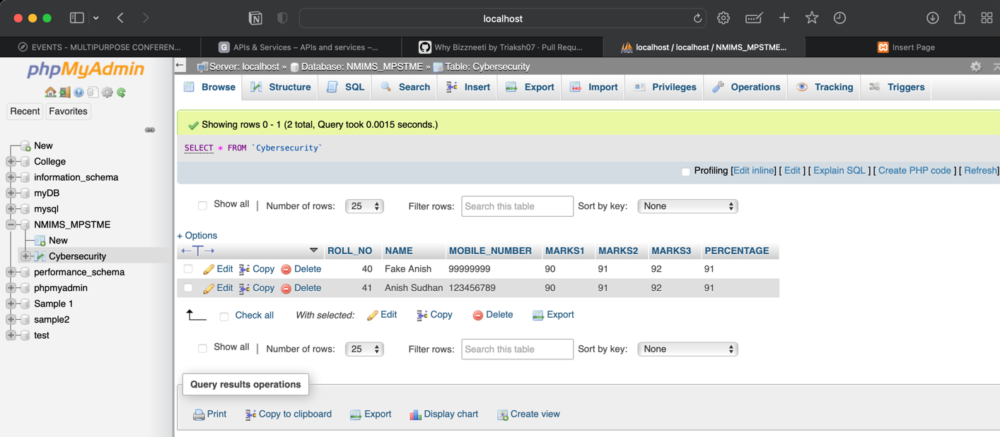 localhost
EVENTS - MULTIPURPOSE CONFEREN...
G APIs & Services – APIs and services –...
Why Bizzneeti by Triaksh07 · Pull Requ...
localhost / localhost / NMIMS_MPSTME...
Insert Page
phpMyAdmin
Recent Favorites
New
College
information_schema
myDB
mysql
NMIMS_MPSTME
New
Cybersecurity
performance_schema
phpmyadmin
Sample 1
sample2
test
Server: localhost » Database: NMIMS_MPSTME » Table: Cybersecurity
Browse Structure SQL Search Insert Export Import Privileges Operations Tracking Triggers
Showing rows 0 - 1 (2 total, Query took 0.0015 seconds.)
SELECT * FROM `Cybersecurity`
Profiling [Edit inline] [ Edit ] [ Explain SQL ] [ Create PHP code ] [ Refresh]
Show all | Number of rows: 25 Filter rows: Search this table Sort by key: None
+ Options
←T→ ROLL_NO NAME MOBILE_NUMBER MARKS1 MARKS2 MARKS3 PERCENTAGE
Edit Copy Delete 40 Fake Anish 99999999 90 91 92 91
Edit Copy Delete 41 Anish Sudhan 123456789 90 91 92 91
Check all With selected: Edit Copy Delete Export
Show all | Number of rows: 25 Filter rows: Search this table Sort by key: None
Query results operations
Print Copy to clipboard Export Display chart Create view